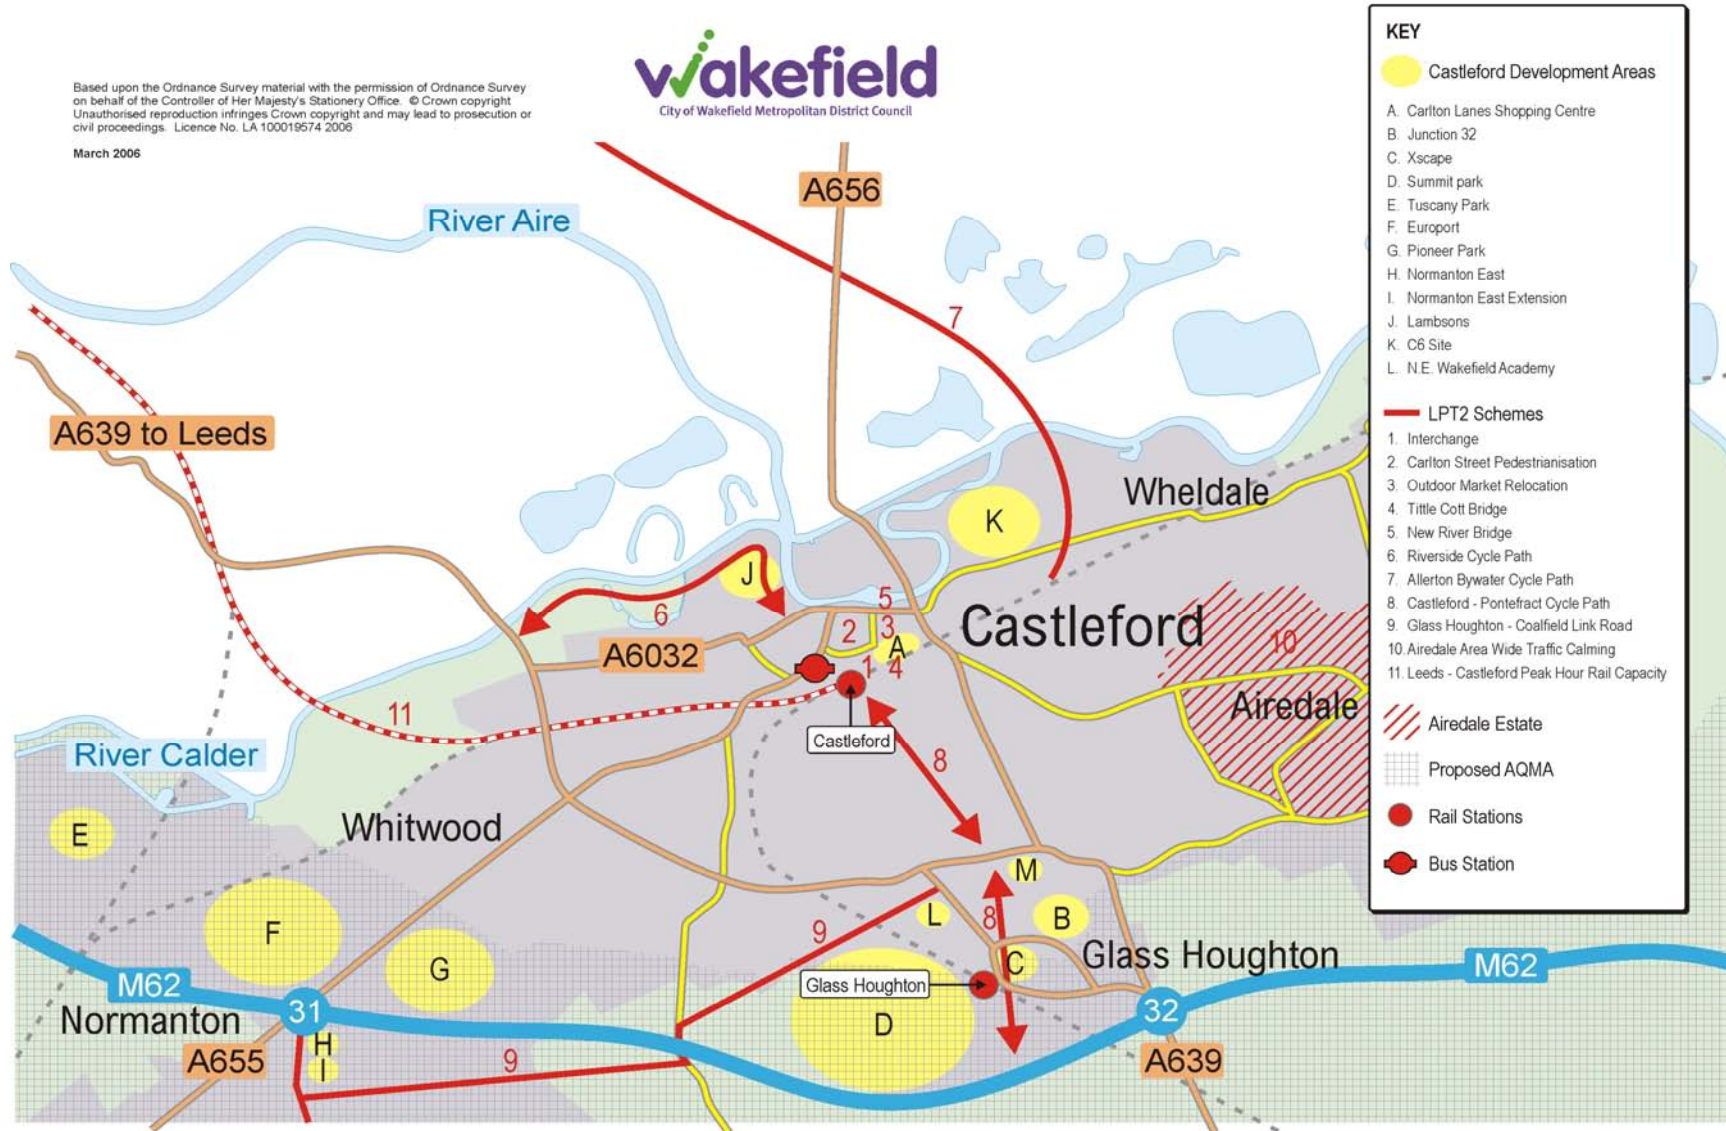 Based upon the Ordnance Survey material with the permission of Ordnance Survey
on behalf of the Controller of Her Majesty's Stationery Office. © Crown copyright
Unauthorised reproduction infringes Crown copyright and may lead to prosecution or
civil proceedings. Licence No. LA 100019574 2006
March 2006
wakefield
City of Wakefield Metropolitan District Council
KEY
Castleford Development Areas
A. Carlton Lanes Shopping Centre
B. Junction 32
C. Xscape
D. Summit park
E. Tuscany Park
F. Europort
G. Pioneer Park
H. Normanton East
I. Normanton East Extension
J. Lambsons
K. C6 Site
L. N.E. Wakefield Academy
LPT2 Schemes
1. Interchange
2. Carlton Street Pedestrianisation
3. Outdoor Market Relocation
4. Tittle Cott Bridge
5. New River Bridge
6. Riverside Cycle Path
7. Allerton Bywater Cycle Path
8. Castleford - Pontefract Cycle Path
9. Glass Houghton - Coalfield Link Road
10. Airedale Area Wide Traffic Calming
11. Leeds - Castleford Peak Hour Rail Capacity
Airedale Estate
Proposed AQMA
Rail Stations
Bus Station
A656
River Aire
7
A639 to Leeds
Wheldale
K
J
6
5
Castleford
2
3
A
10
A6032
1
4
Airedale
11
Castleford
River Calder
8
Whitwood
E
M
L
8
B
F
9
G
C
Glass Houghton
M62
M62
Glass Houghton
31
32
Normanton
D
H
A655
I
9
A639